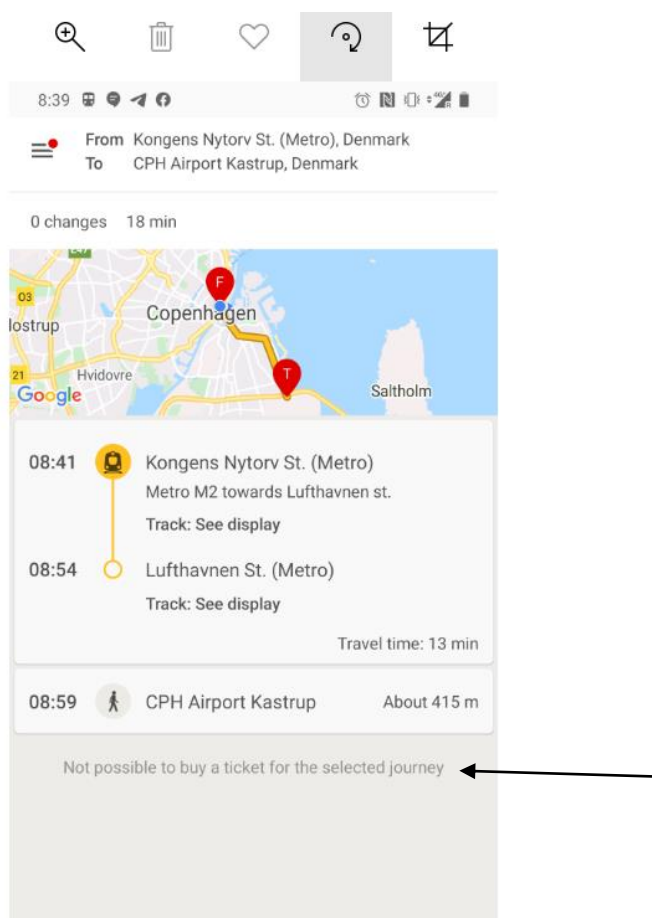 8:39
From Kongens Nytorv St. (Metro), Denmark
To CPH Airport Kastrup, Denmark
0 changes 18 min
E47
F
03
Copenhagen
lostrup
T
21
Hvidovre
Google
Saltholm
08:41 Kongens Nytorv St. (Metro)
Metro M2 towards Lufthavnen st.
Track: See display
08:54 Lufthavnen St. (Metro)
Track: See display
Travel time: 13 min
08:59 CPH Airport Kastrup About 415 m
Not possible to buy a ticket for the selected journey